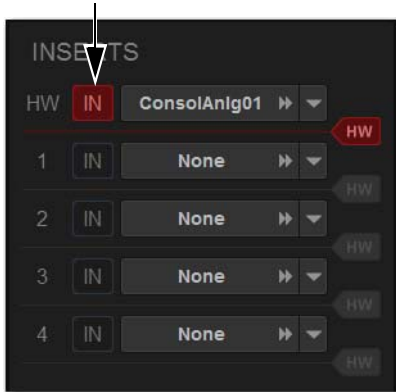 INSERTS
HW IN ConsolAnlg01
HW
1 IN None
HW
2 IN None
HW
3 IN None
HW
4 IN None
HW